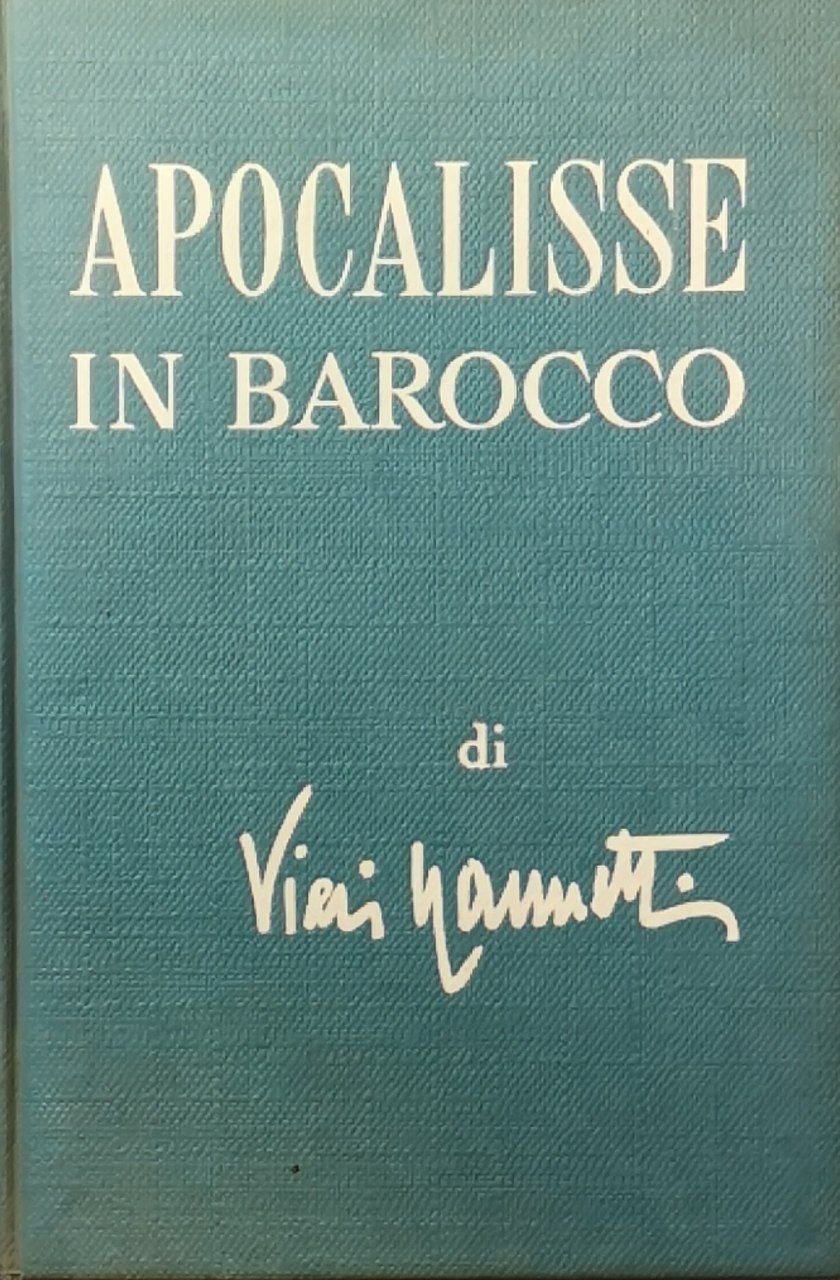 APOCALISSE
IN BAROCCO
di
Vieri Nannetti